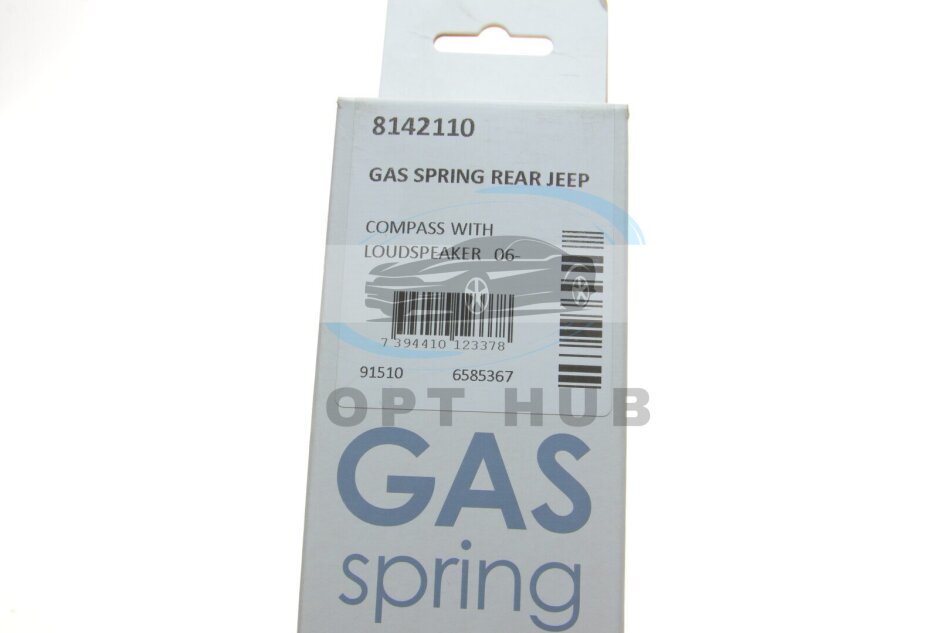 8142110
GAS SPRING REAR JEEP
COMPASS WITH
LOUDSPEAKER 06-
7 394410 123378
91510 6585367
OPT HUB
GAS
spring